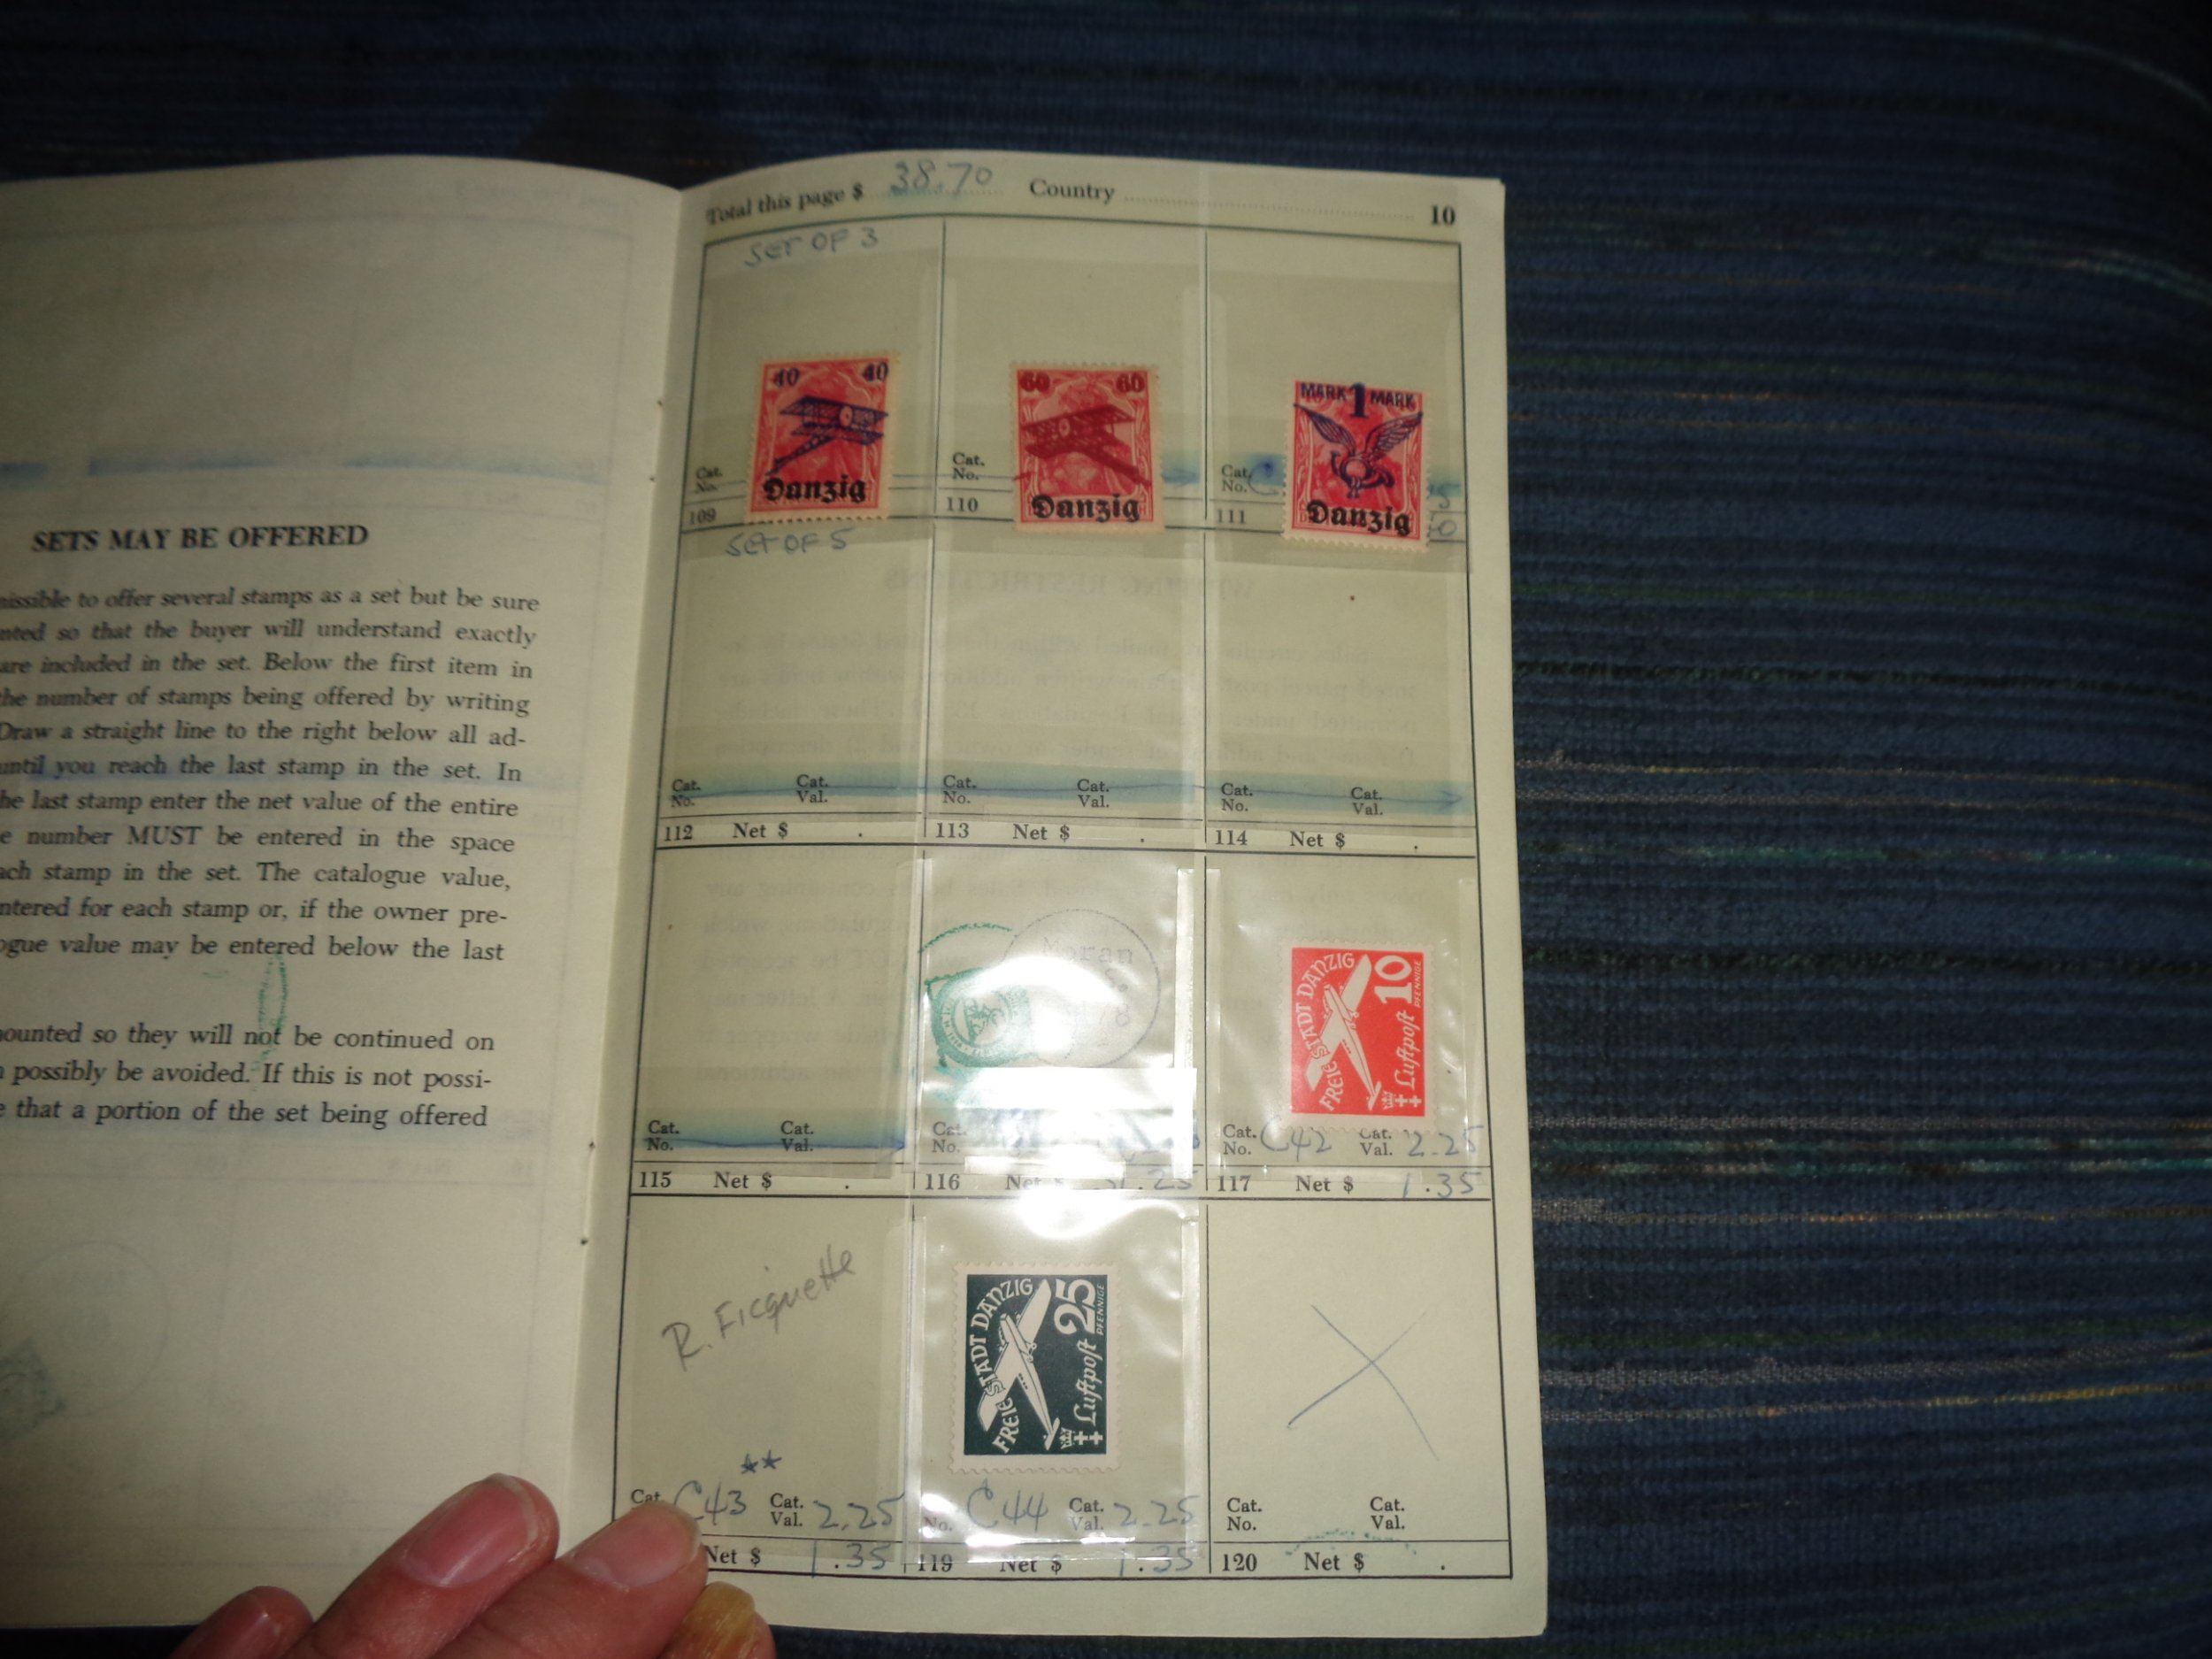 SETS MAY BE OFFERED
missible to offer several stamps as a set but be sure
nted so that the buyer will understand exactly
are included in the set. Below the first item in
the number of stamps being offered by writing
Draw a straight line to the right below all ad-
until you reach the last stamp in the set. In
he last stamp enter the net value of the entire
e number MUST be entered in the space
ach stamp in the set. The catalogue value,
ntered for each stamp or, if the owner pre-
ogue value may be entered below the last
ounted so they will not be continued on
possibly be avoided. If this is not possi-
e that a portion of the set being offered
Total this page $ 38.70 Country 10
SET OF 3
40 40
Danzig
60 60
Danzig
MARK 1 MARK
Danzig
Cat. No.
109
Cat. No.
110
Cat. No.
111
SET OF 5
Cat. No. Cat. Val.
112 Net $ .
Cat. No. Cat. Val.
113 Net $ .
Cat. No. Cat. Val.
114 Net $ .
Moran
FREIE STADT DANZIG
10
PFENNIGE
Luftpost
Cat. No. Cat. Val.
115 Net $ .
Cat. No.
116 Net $
Cat. No. C42 Cat. Val. 2.25
117 Net $ 1.35
R. Ficquette
**
Cat. C43 Cat. Val. 2.25
Net $ 1.35
FREIE STADT DANZIG
25
PFENNIGE
Luftpost
No. C44 Cat. Val. 2.25
119 Net $ 1.35
X
Cat. No. Cat. Val.
120 Net $ .